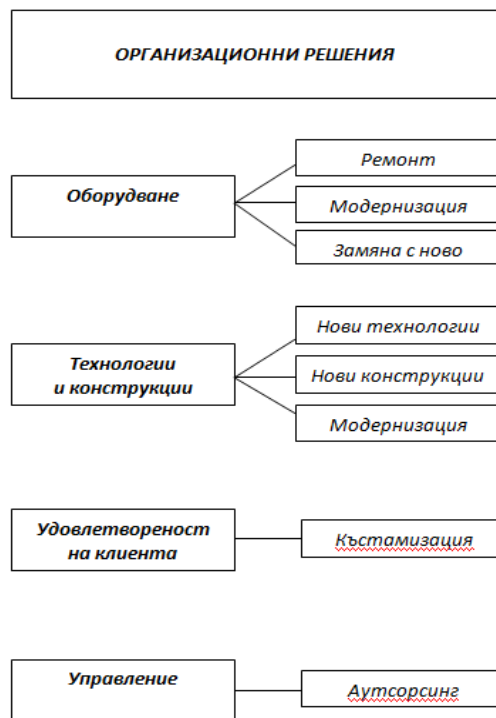 ОРГАНИЗАЦИОННИ РЕШЕНИЯ
Оборудване
Ремонт
Модернизация
Замяна с ново
Технологии
и конструкции
Нови технологии
Нови конструкции
Модернизация
Удовлетвореност
на клиента
Къстамизация
Управление
Аутсорсинг